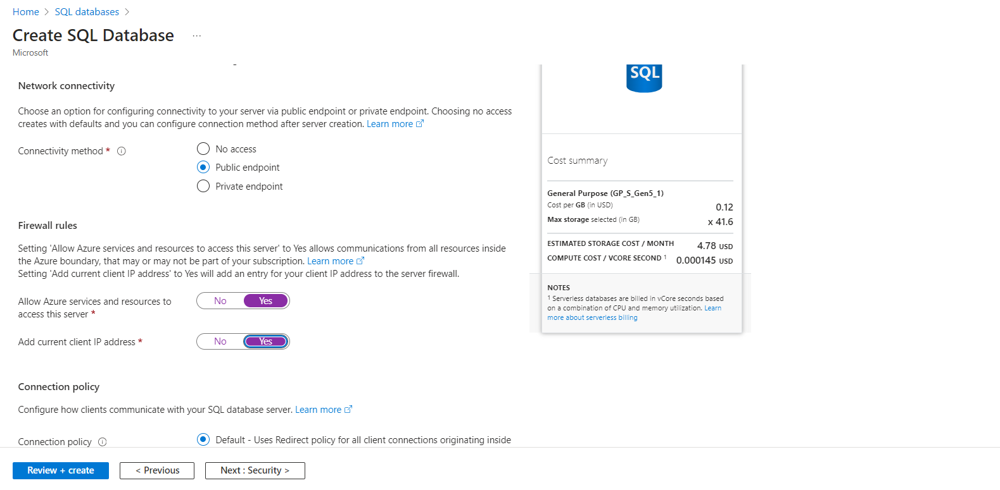 Home > SQL databases >
Create SQL Database ...
Microsoft
Network connectivity
Choose an option for configuring connectivity to your server via public endpoint or private endpoint. Choosing no access
creates with defaults and you can configure connection method after server creation. Learn more
Connectivity method *
No access
Public endpoint
Private endpoint
Firewall rules
Setting 'Allow Azure services and resources to access this server' to Yes allows communications from all resources inside
the Azure boundary, that may or may not be part of your subscription. Learn more
Setting 'Add current client IP address' to Yes will add an entry for your client IP address to the server firewall.
Allow Azure services and resources to
access this server *
No Yes
Add current client IP address *
No Yes
Connection policy
Configure how clients communicate with your SQL database server. Learn more
Connection policy
Default - Uses Redirect policy for all client connections originating inside
SQL
Cost summary
General Purpose (GP_S_Gen5_1)
Cost per GB (in USD) 0.12
Max storage selected (in GB) x 41.6
ESTIMATED STORAGE COST / MONTH 4.78 USD
COMPUTE COST / VCORE SECOND 1 0.000145 USD
NOTES
1 Serverless databases are billed in vCore seconds based
on a combination of CPU and memory utilization. Learn
more about serverless billing
Review + create
< Previous
Next : Security >